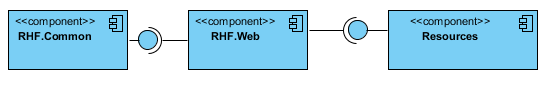 <<component>>
RHF.Common
<<component>>
RHF.Web
<<component>>
Resources